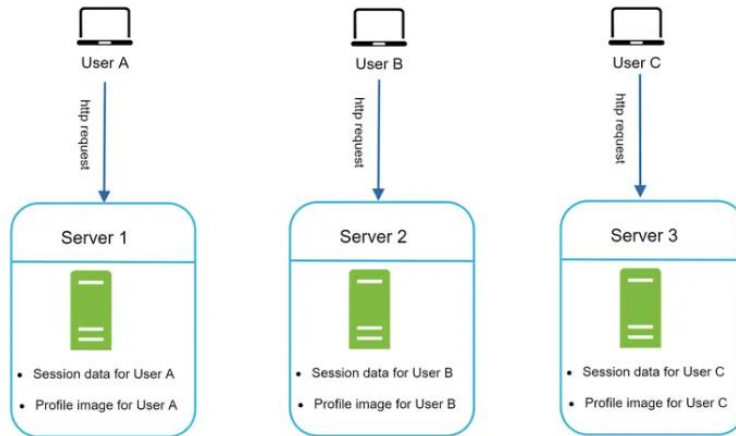 User A
User B
User C
http request
http request
http request
Server 1
Server 2
Server 3
• Session data for User A
• Profile image for User A
• Session data for User B
• Profile image for User B
• Session data for User C
• Profile image for User C